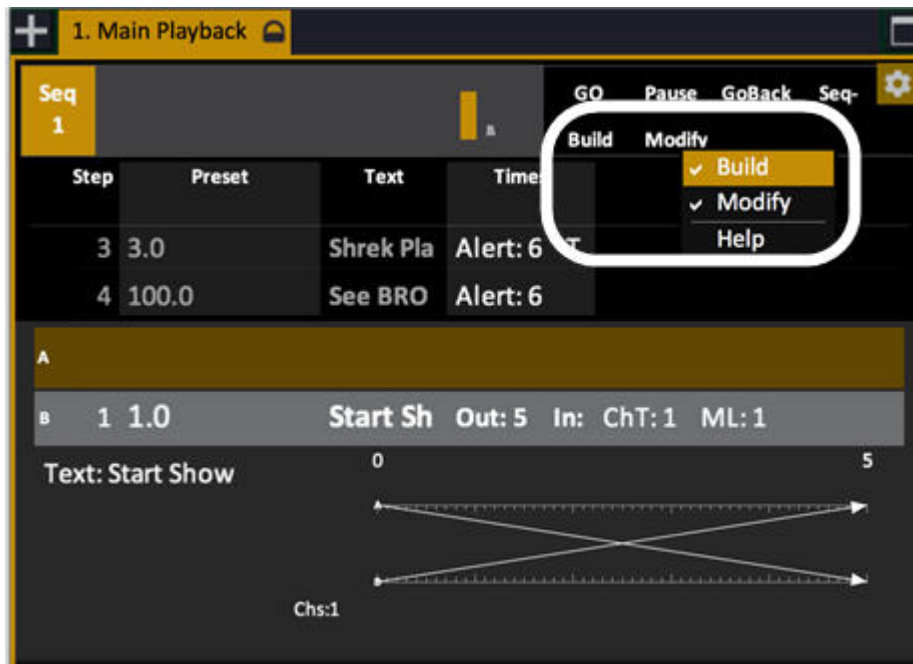 1. Main Playback
Seq 1
GO Pause GoBack Seq-
Build Modify
Build
Modify
Help
B
Step Preset Text Time
3 3.0 Shrek Pla Alert: 6 T
4 100.0 See BRO Alert: 6
A
B 1 1.0 Start Sh Out: 5 In: ChT: 1 ML: 1
Text: Start Show
0 5
A
B
Chs:1